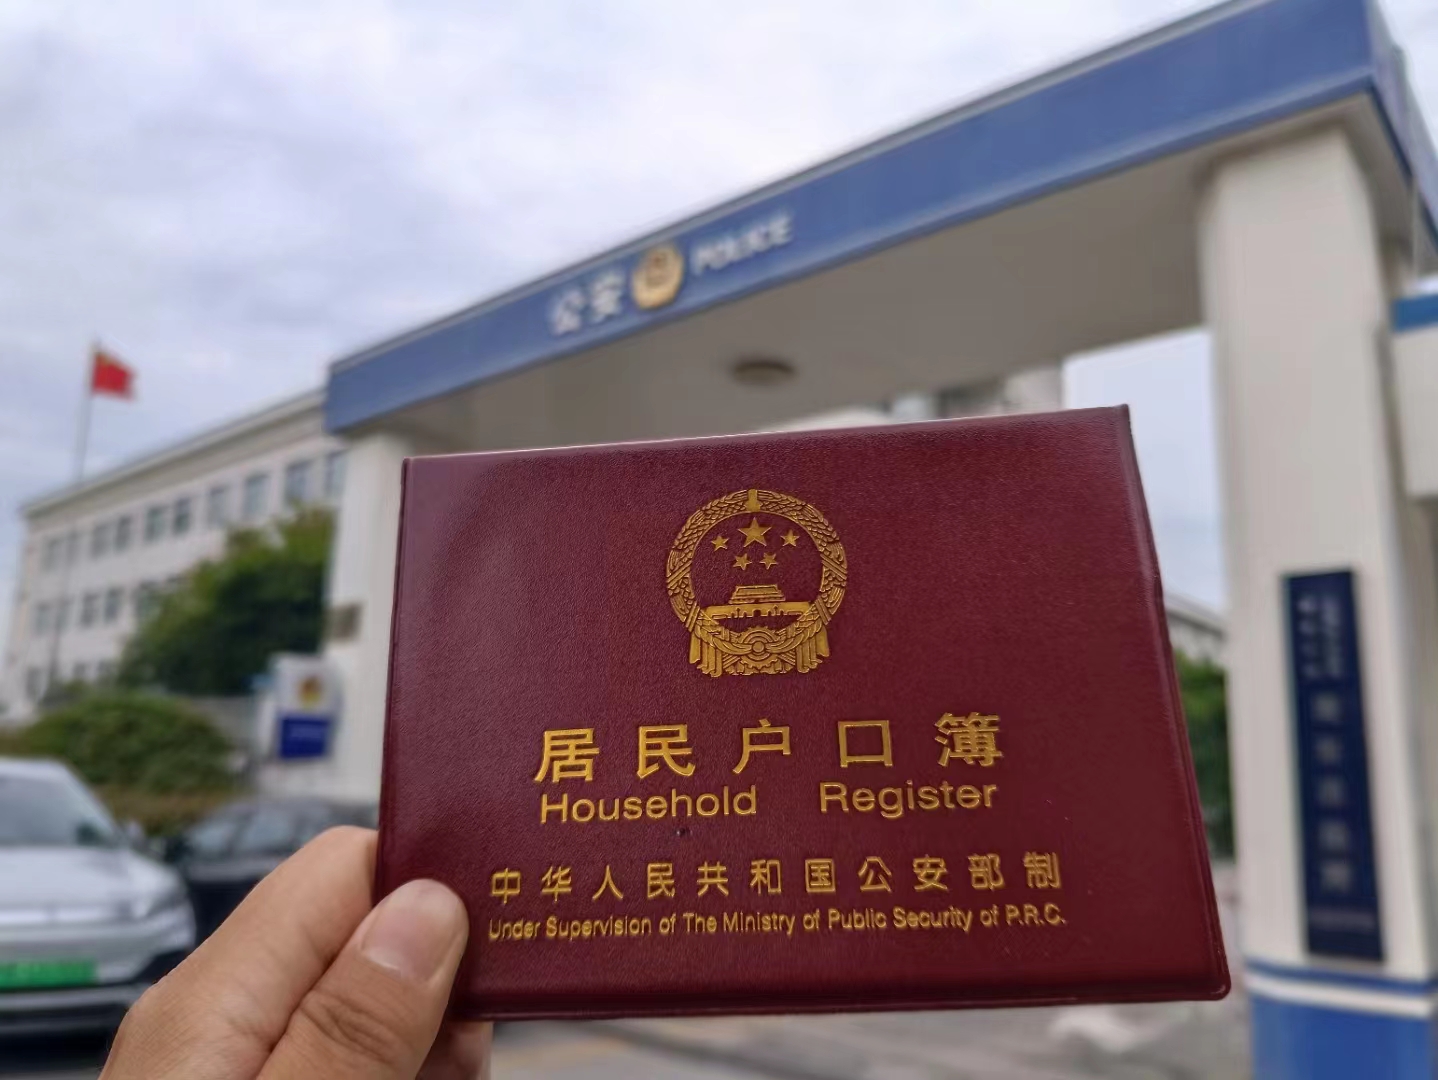 公安 POLICE
居民户口簿
Household Register
中华人民共和国公安部制
Under Supervision of The Ministry of Public Security of P.R.C.